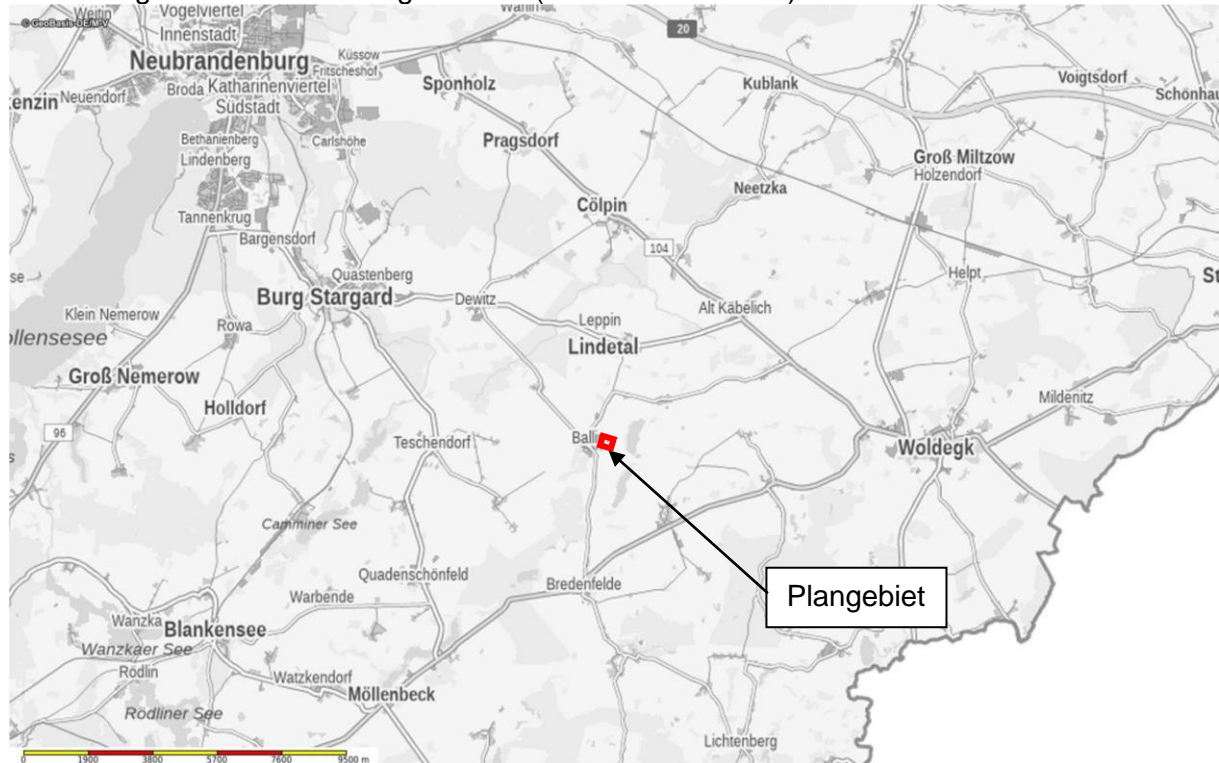 © GeoBasis-DE/M-V
Weitin
Vogelviertel
Innenstadt
Neubrandenburg
Küssow
Fritscheshof
Neuendorf
Broda
Katharinenviertel
Südstadt
Bethanienberg
Carlshöhe
Lindenberg
Tannenkrug
Bargensdorf
Sponholz
Pragsdorf
20
Kublank
Voigtsdorf
Groß Miltzow
Holzendorf
Neetzka
Cölpin
104
Quastenberg
Burg Stargard
Dewitz
Helpt
Klein Nemerow
Rowa
Leppin
Alt Käbelich
Lindetal
Groß Nemerow
Holldorf
96
Teschendorf
Mildenitz
Woldegk
Camminer See
Quadenschönfeld
Bredenfelde
Plangebiet
Warbende
Wanzka
Blankensee
Wanzkaer See
Rödlin
Watzkendorf
Möllenbeck
Rödliner See
Lichtenberg
0 1900 3800 5700 7600 9500 m